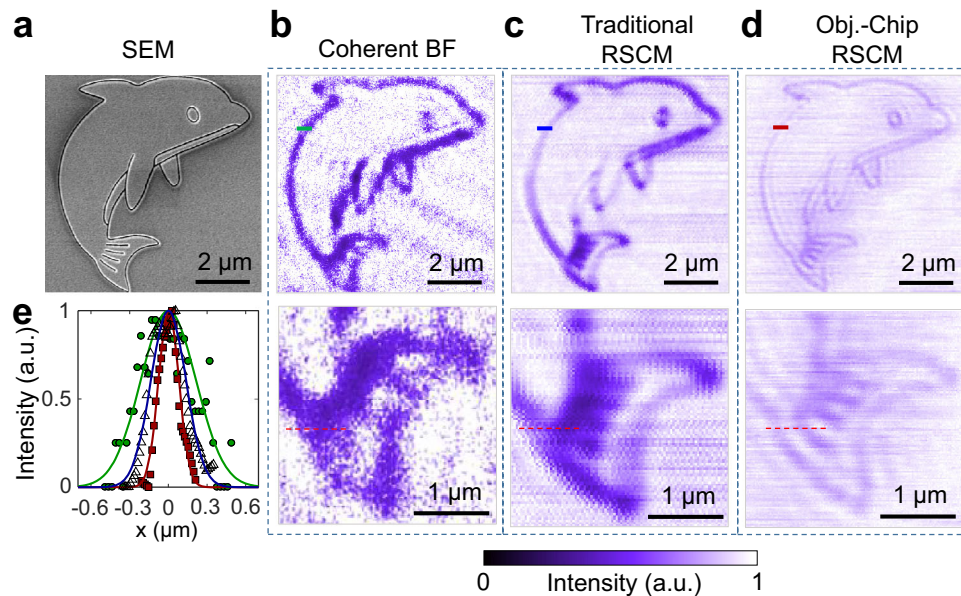 a
SEM
2 µm
b
Coherent BF
2 µm
1 µm
c
Traditional
RSCM
2 µm
1 µm
d
Obj.-Chip
RSCM
2 µm
1 µm
e
Intensity (a.u.)
1
0.5
0
-0.6
-0.3
0
0.3
0.6
x (µm)
0
Intensity (a.u.)
1